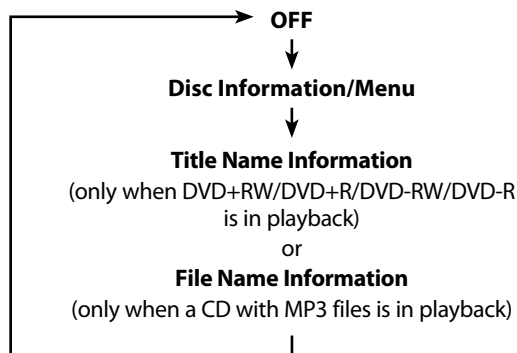 OFF
Disc Information/Menu
Title Name Information
(only when DVD+RW/DVD+R/DVD-RW/DVD-R
is in playback)
or
File Name Information
(only when a CD with MP3 files is in playback)